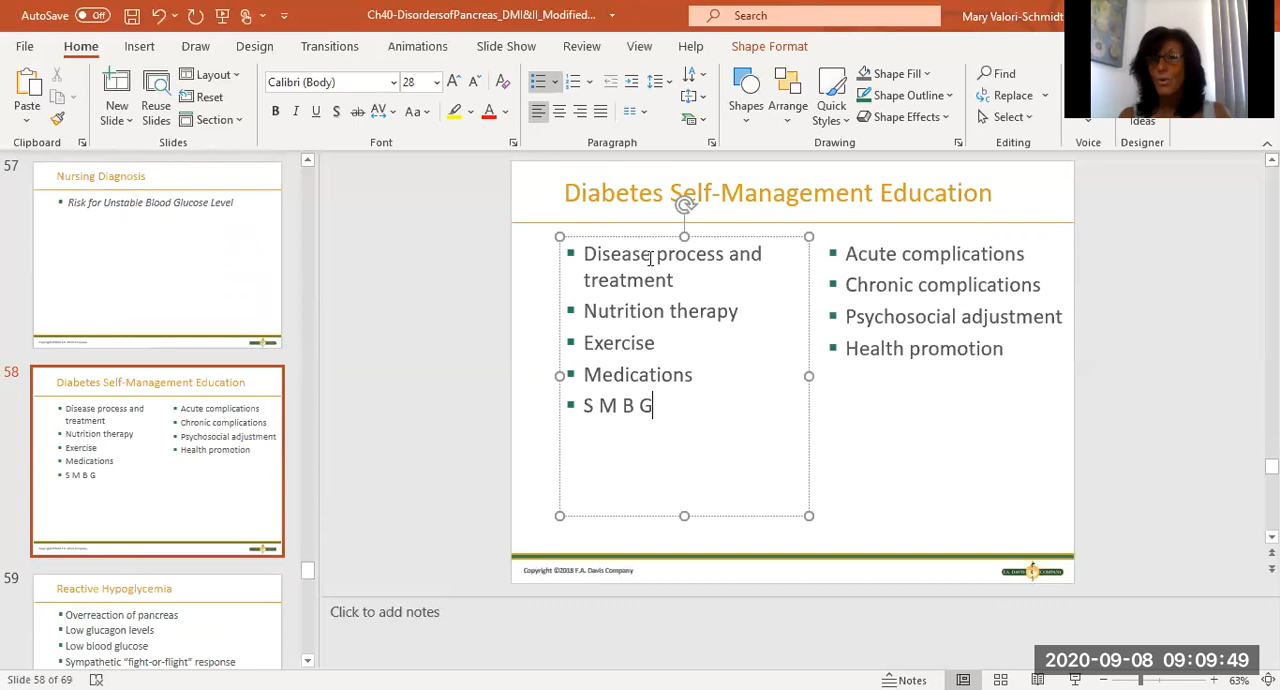 AutoSave Off Ch40-DisordersofPancreas_DMI&II_Modified... Search Mary Valori-Schmidt
File Home Insert Draw Design Transitions Animations Slide Show Review View Help Shape Format
Paste
Clipboard
New Slide
Reuse Slides
Layout
Reset
Section
Slides
Calibri (Body) 28
Font
Paragraph
Shapes
Arrange
Quick Styles
Shape Fill
Shape Outline
Shape Effects
Drawing
Find
Replace
Select
Editing
Voice
Ideas
Designer
57
Nursing Diagnosis
Risk for Unstable Blood Glucose Level
58
Diabetes Self-Management Education
Disease process and
treatment
Nutrition therapy
Exercise
Medications
S M B G
Acute complications
Chronic complications
Psychosocial adjustment
Health promotion
59
Reactive Hypoglycemia
Overreaction of pancreas
Low glucagon levels
Low blood glucose
Sympathetic "fight-or-flight" response
Diabetes Self-Management Education
Disease process and
treatment
Nutrition therapy
Exercise
Medications
S M B G
Acute complications
Chronic complications
Psychosocial adjustment
Health promotion
Copyright ©2018 F.A. Davis Company
F.A. DAVIS COMPANY
Click to add notes
2020-09-08 09:09:49
Slide 58 of 69 Notes 63%